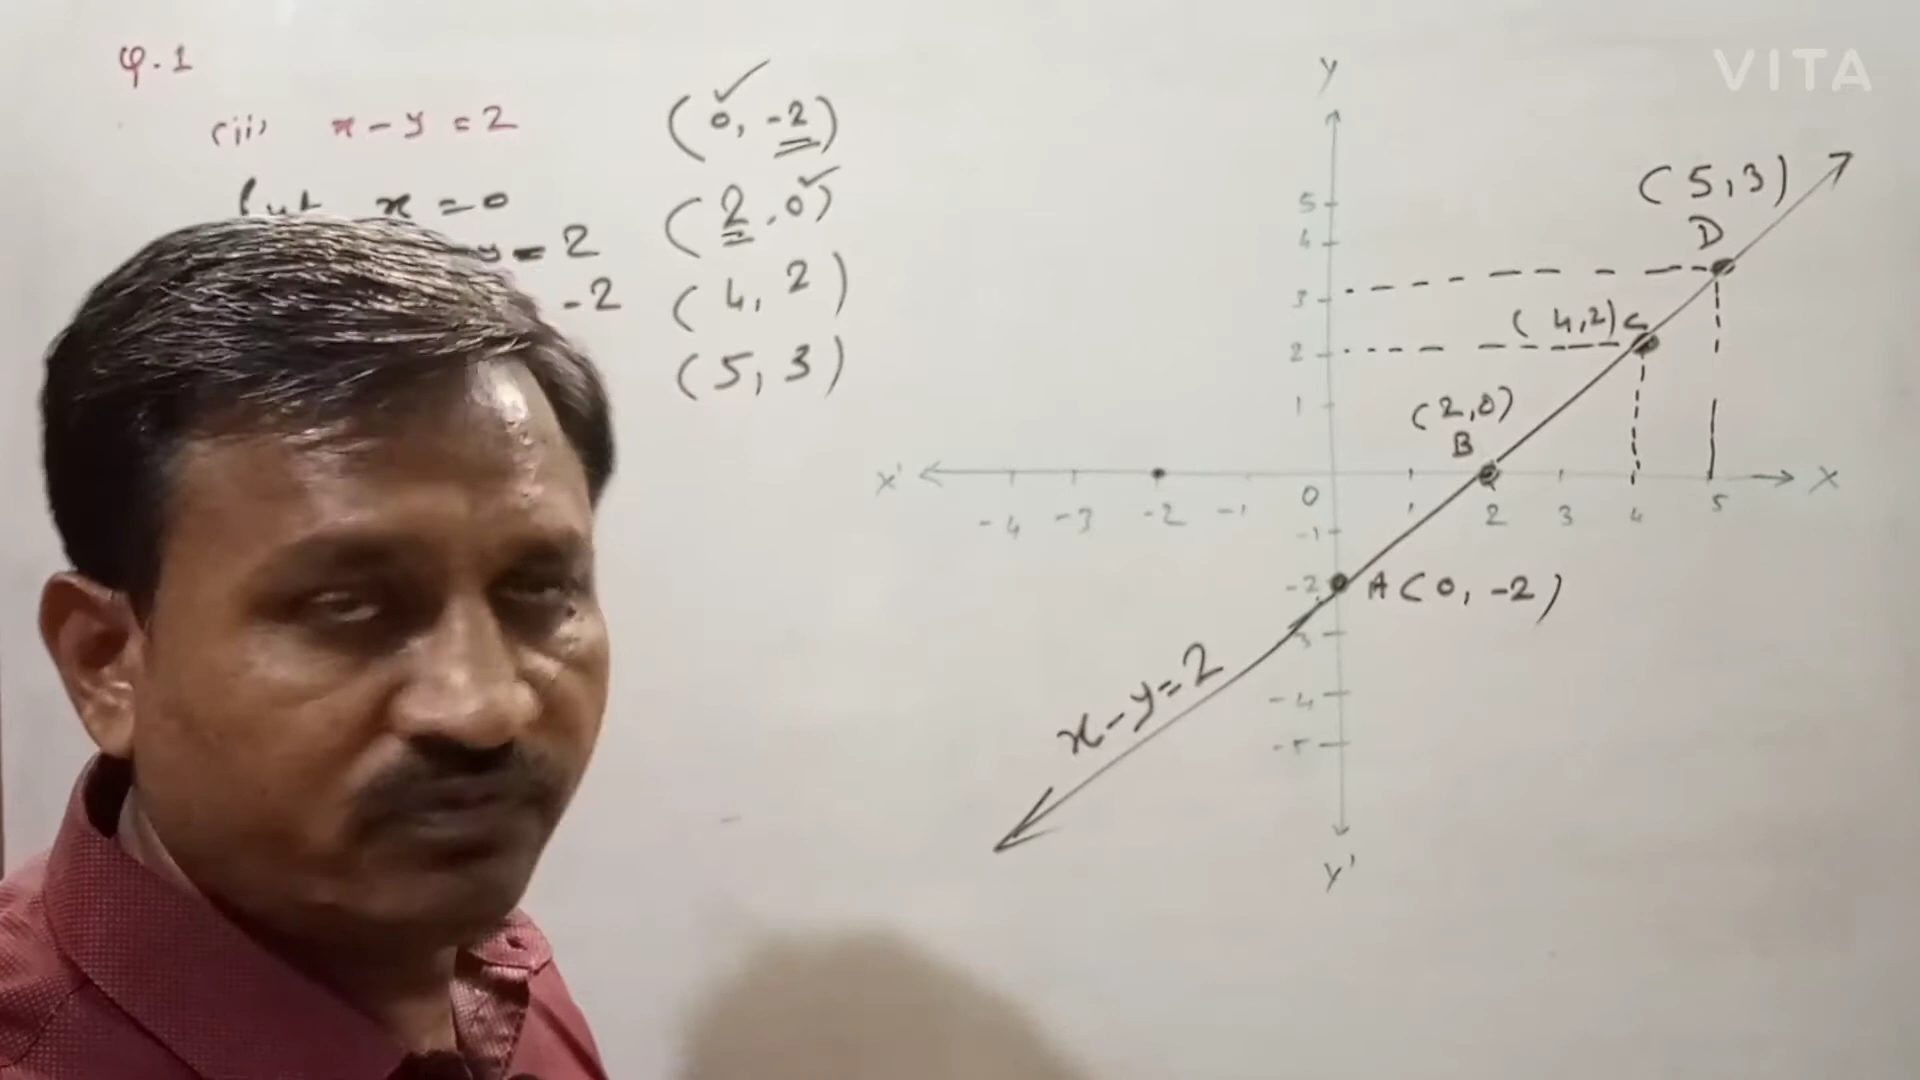 VITA
Q.1
(ii) x - y = 2
Put x = 0
y = 2
-2
(0, -2)
(2, 0)
(4, 2)
(5, 3)
Y
5
4
3
2
1
(5, 3)
D
(4, 2) C
(2, 0)
B
X'
X
-4 -3 -2 -1 0 1 2 3 4 5
-1
-2
A (0, -2)
3
-4
-5
x - y = 2
Y'